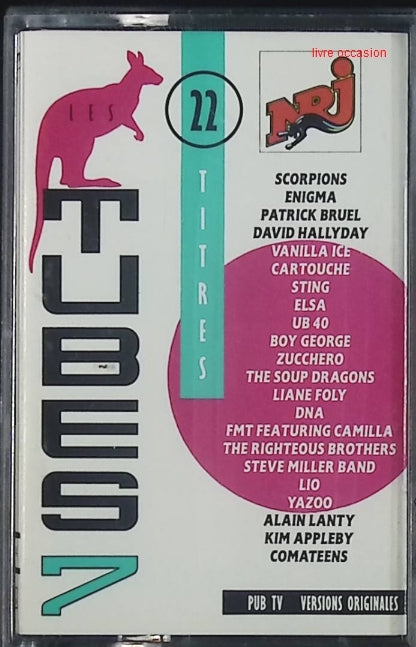 livre occasion
LES
TUBES 7
22
TITRES
NRJ
SCORPIONS
ENIGMA
PATRICK BRUEL
DAVID HALLYDAY
VANILLA ICE
CARTOUCHE
STING
ELSA
UB 40
BOY GEORGE
ZUCCHERO
THE SOUP DRAGONS
LIANE FOLY
DNA
FMT FEATURING CAMILLA
THE RIGHTEOUS BROTHERS
STEVE MILLER BAND
LIO
YAZOO
ALAIN LANTY
KIM APPLEBY
COMATEENS
PUB TV VERSIONS ORIGINALES